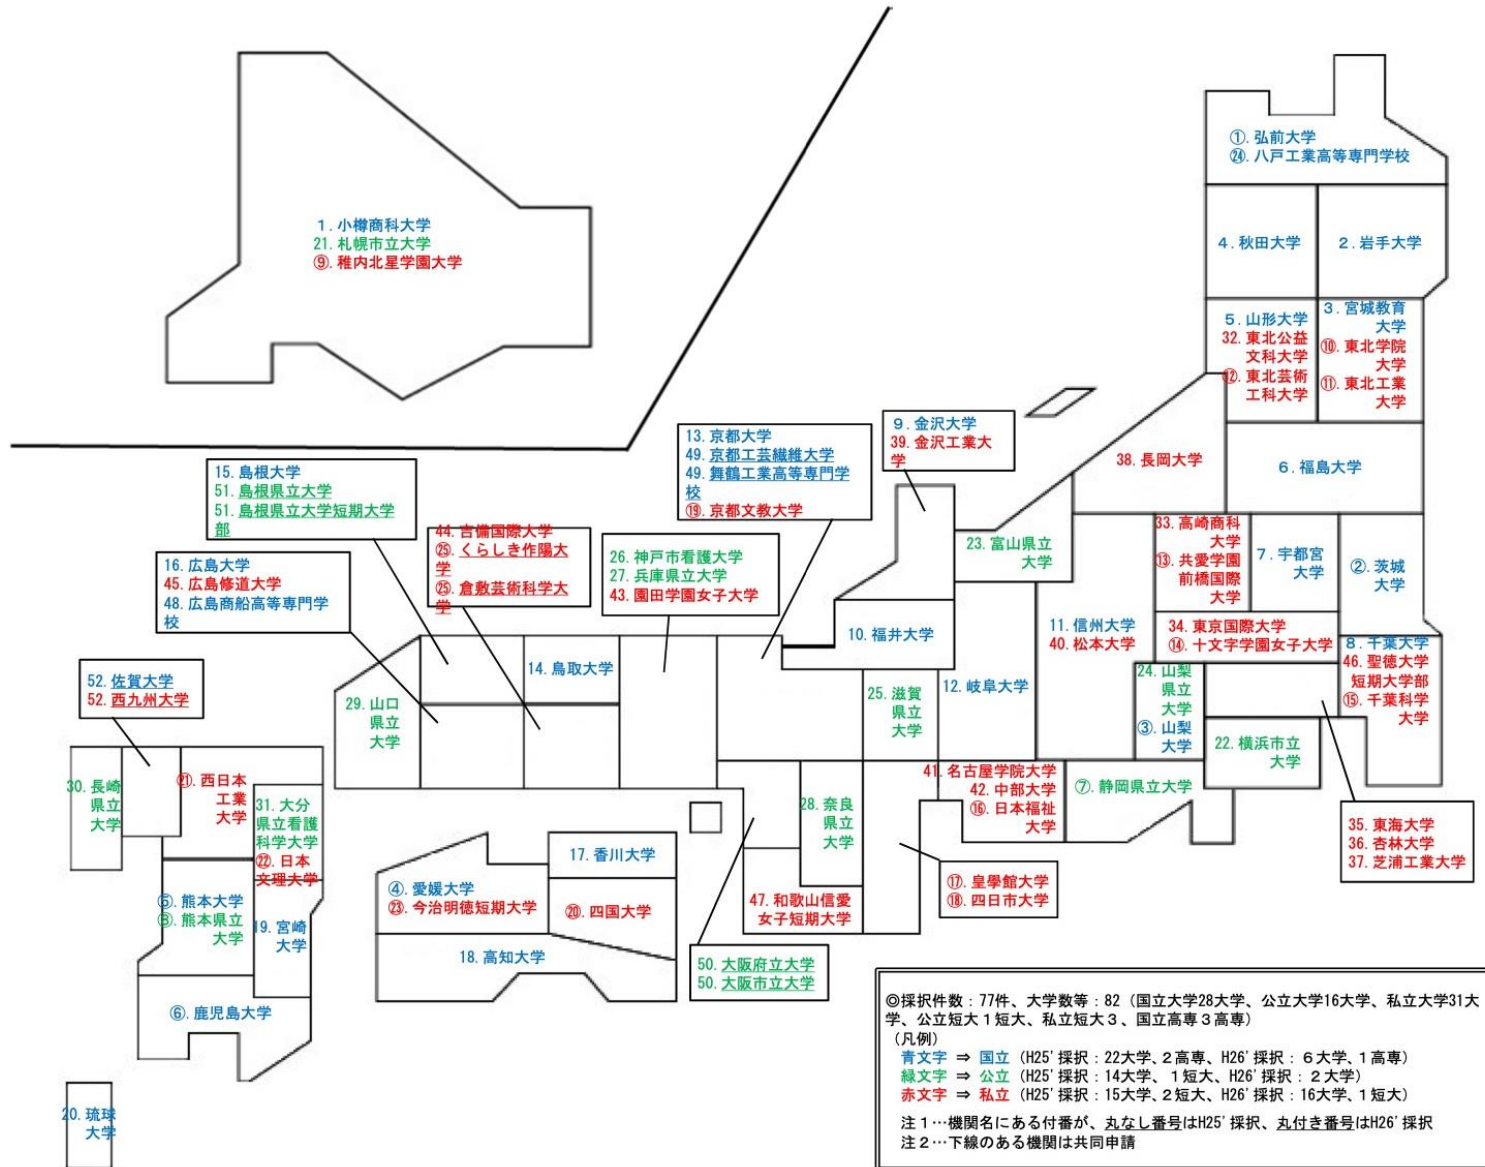 1. 小樽商科大学
21. 札幌市立大学
⑨. 稚内北星学園大学
①. 弘前大学
㉔. 八戸工業高等専門学校
4. 秋田大学
2. 岩手大学
5. 山形大学
32. 東北公益
文科大学
⑫. 東北芸術
工科大学
3. 宮城教育
大学
⑩. 東北学院
大学
⑪. 東北工業
大学
6. 福島大学
38. 長岡大学
9. 金沢大学
39. 金沢工業大
学
13. 京都大学
49. 京都工芸繊維大学
49. 舞鶴工業高等専門学
校
⑲. 京都文教大学
15. 島根大学
51. 島根県立大学
51. 島根県立大学短期大学
部
44. 吉備国際大学
㉕. くらしき作陽大
学
㉕. 倉敷芸術科学大
学
26. 神戸市看護大学
27. 兵庫県立大学
43. 園田学園女子大学
16. 広島大学
45. 広島修道大学
48. 広島商船高等専門学
校
23. 富山県立
大学
33. 高崎商科
大学
⑬. 共愛学園
前橋国際
大学
7. 宇都宮
大学
②. 茨城
大学
34. 東京国際大学
⑭. 十文字学園女子大学
8. 千葉大学
46. 聖徳大学
短期大学部
⑮. 千葉科学
大学
10. 福井大学
11. 信州大学
40. 松本大学
12. 岐阜大学
24. 山梨
県立
大学
③. 山梨
大学
22. 横浜市立
大学
14. 鳥取大学
29. 山口
県立
大学
25. 滋賀
県立
大学
52. 佐賀大学
52. 西九州大学
30. 長崎
県立
大学
㉑. 西日本
工業
大学
31. 大分
県立看護
科学大学
㉒. 日本
文理大学
⑤. 熊本大学
⑧. 熊本県立
大学
19. 宮崎
大学
⑥. 鹿児島大学
20. 琉球
大学
17. 香川大学
④. 愛媛大学
㉓. 今治明徳短期大学
⑳. 四国大学
18. 高知大学
28. 奈良
県立
大学
47. 和歌山信愛
女子短期大学
50. 大阪府立大学
50. 大阪市立大学
41. 名古屋学院大学
42. 中部大学
⑯. 日本福祉
大学
⑦. 静岡県立大学
⑰. 皇學館大学
⑱. 四日市大学
35. 東海大学
36. 杏林大学
37. 芝浦工業大学
◎採択件数：77件、大学数等：82（国立大学28大学、公立大学16大学、私立大学31大
学、公立短大１短大、私立短大３、国立高専３高専）
（凡例）
青文字 ⇒ 国立（H25’採択：22大学、２高専、H26’採択：６大学、１高専）
緑文字 ⇒ 公立（H25’採択：14大学、１短大、H26’採択：２大学）
赤文字 ⇒ 私立（H25’採択：15大学、２短大、H26’採択：16大学、１短大）
注１…機関名にある付番が、丸なし番号はH25’採択、丸付き番号はH26’採択
注２…下線のある機関は共同申請